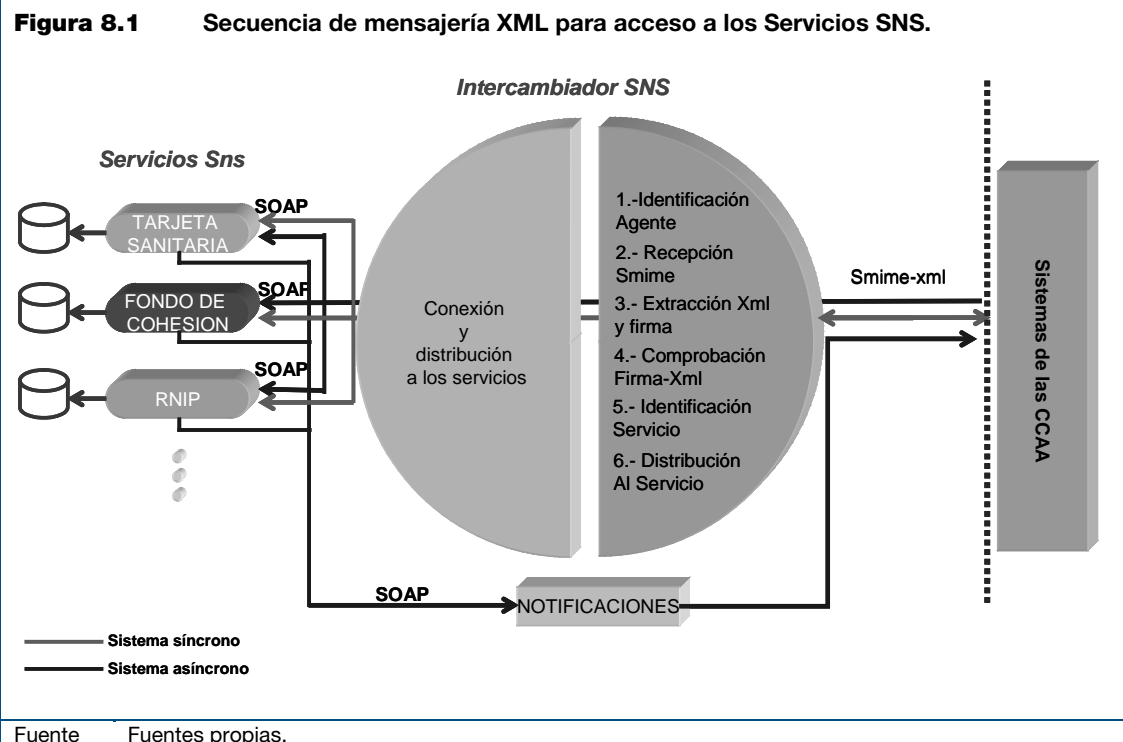 Figura 8.1 Secuencia de mensajería XML para acceso a los Servicios SNS.
Intercambiador SNS
Servicios Sns
SOAP
TARJETA
SANITARIA
SOAP
FONDO DE
COHESION
SOAP
RNIP
Conexión
y
distribución
a los servicios
1.-Identificación
Agente
2.- Recepción
Smime
3.- Extracción Xml
y firma
4.- Comprobación
Firma-Xml
5.- Identificación
Servicio
6.- Distribución
Al Servicio
Smime-xml
Sistemas de las CCAA
SOAP
NOTIFICACIONES
Sistema síncrono
Sistema asíncrono
Fuente Fuentes propias.